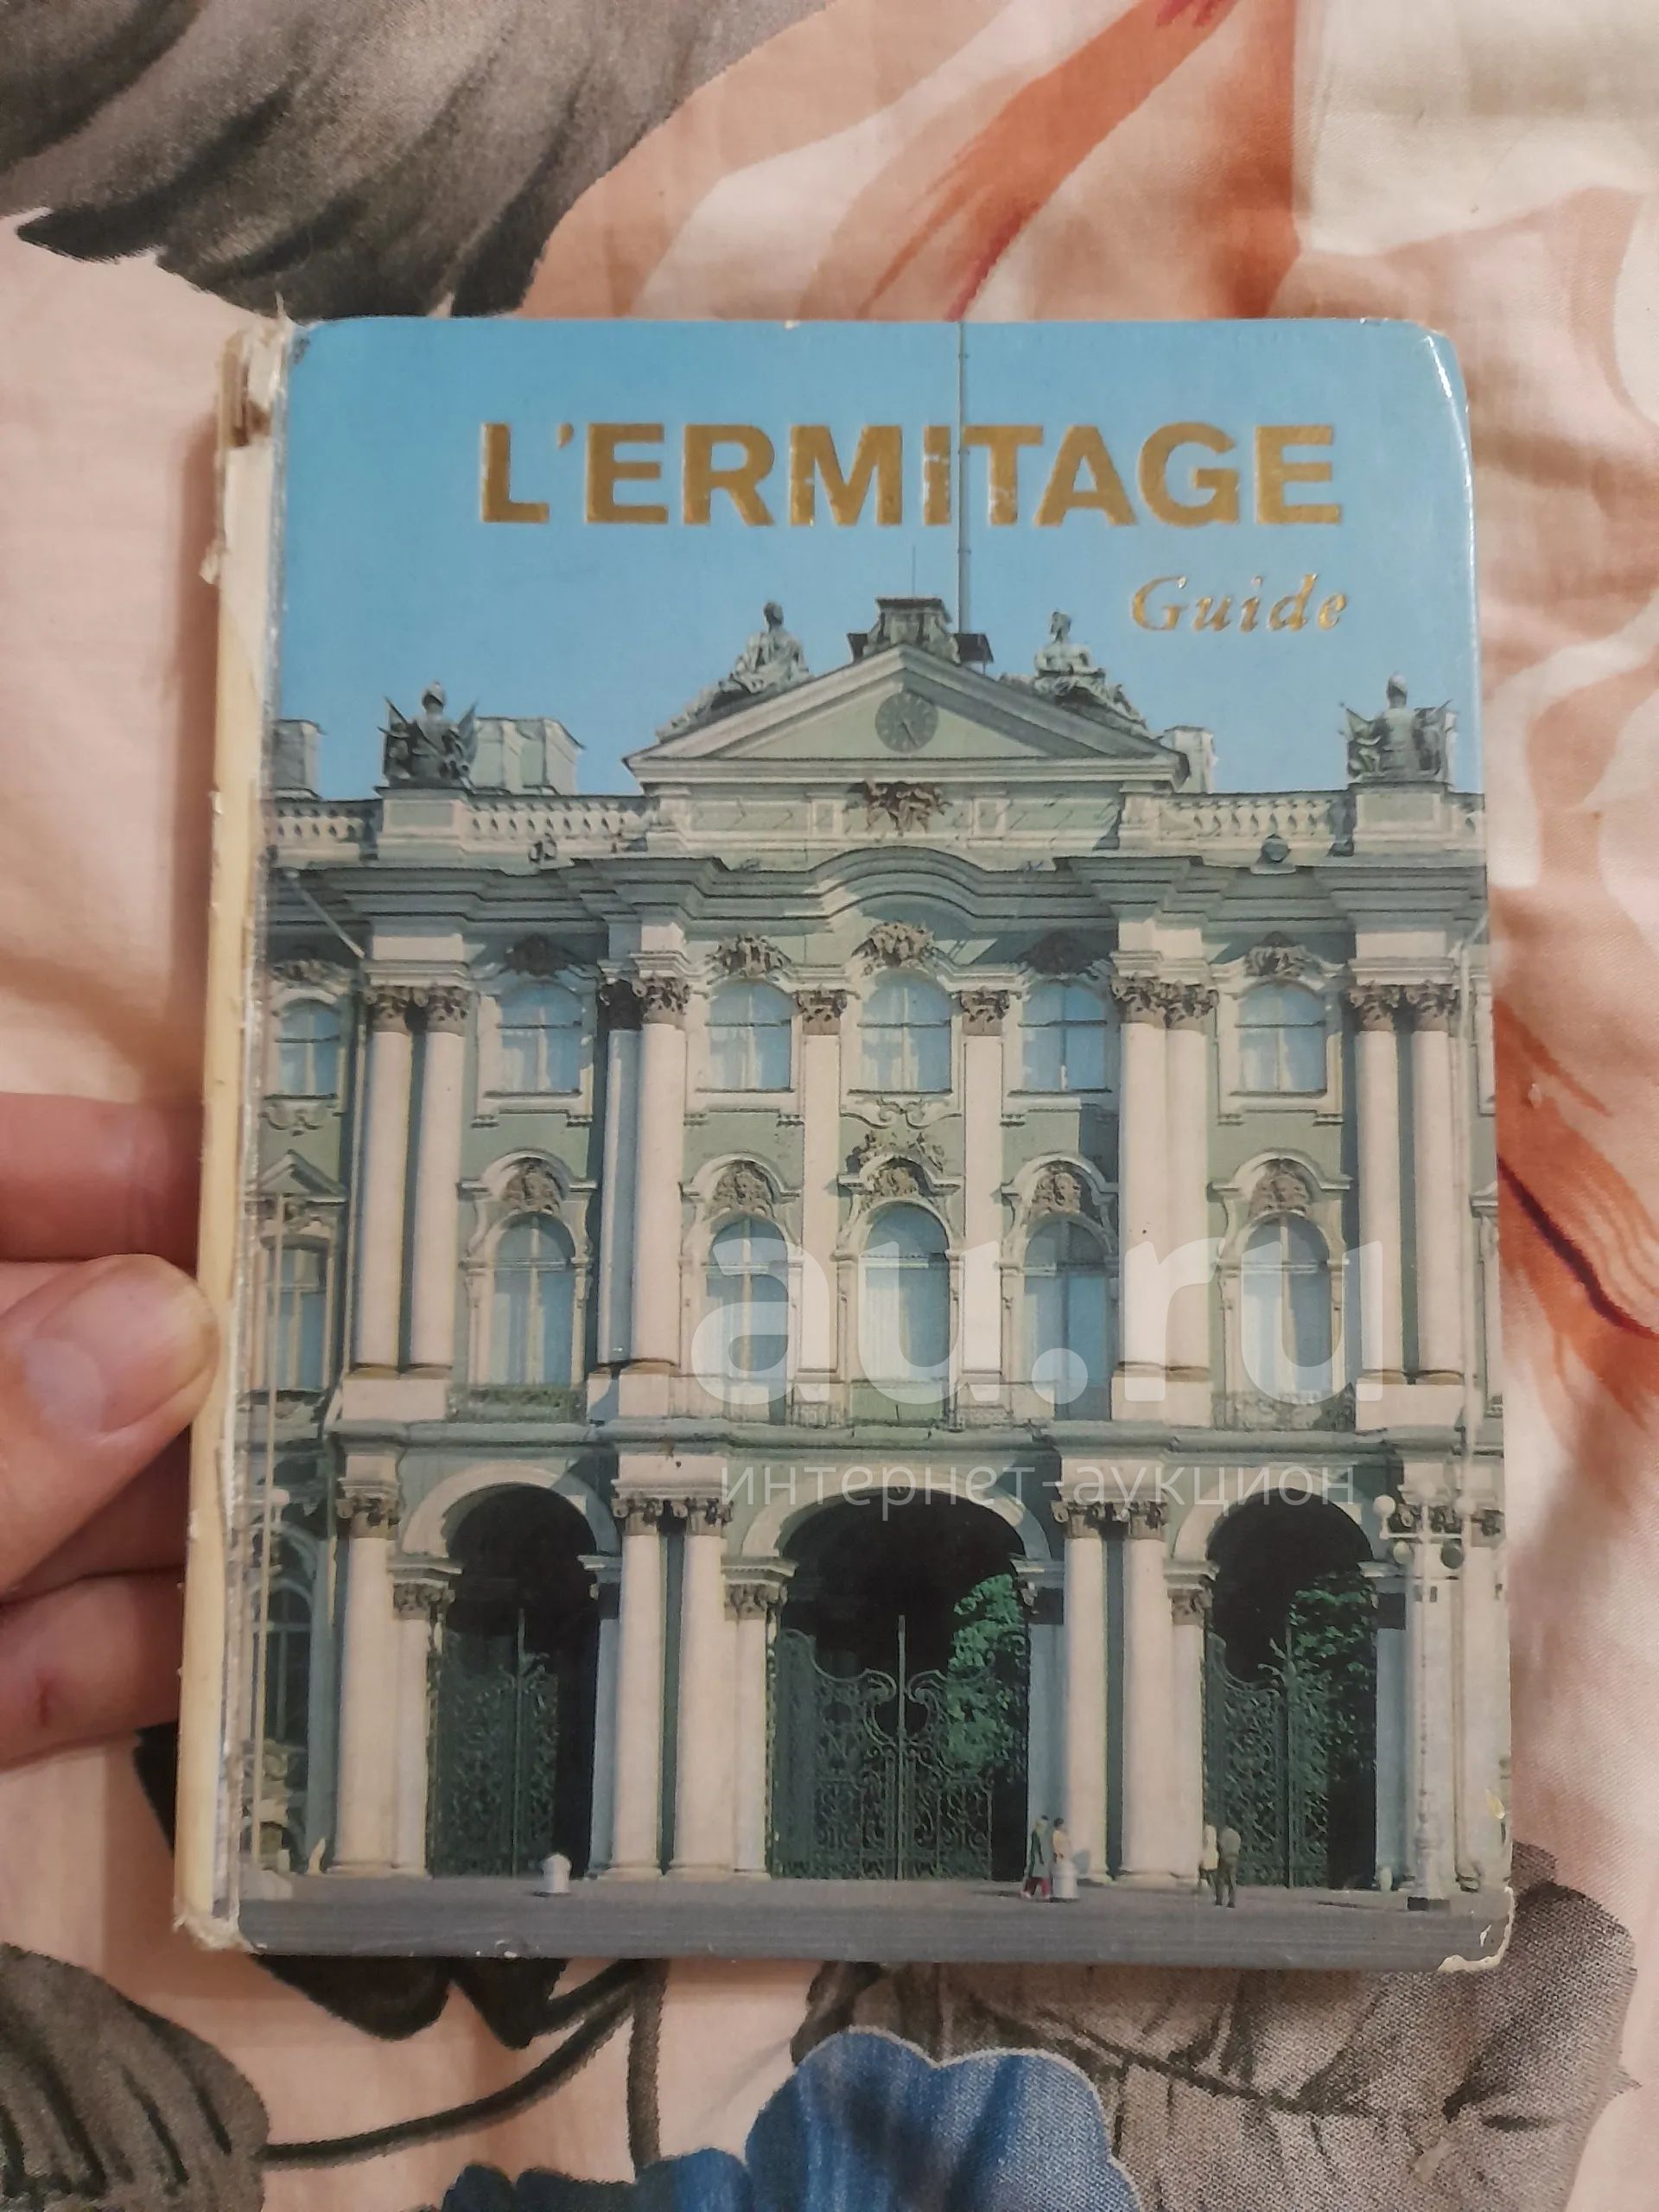 L'ERMITAGE
Guide
au.ru
интернет-аукцион